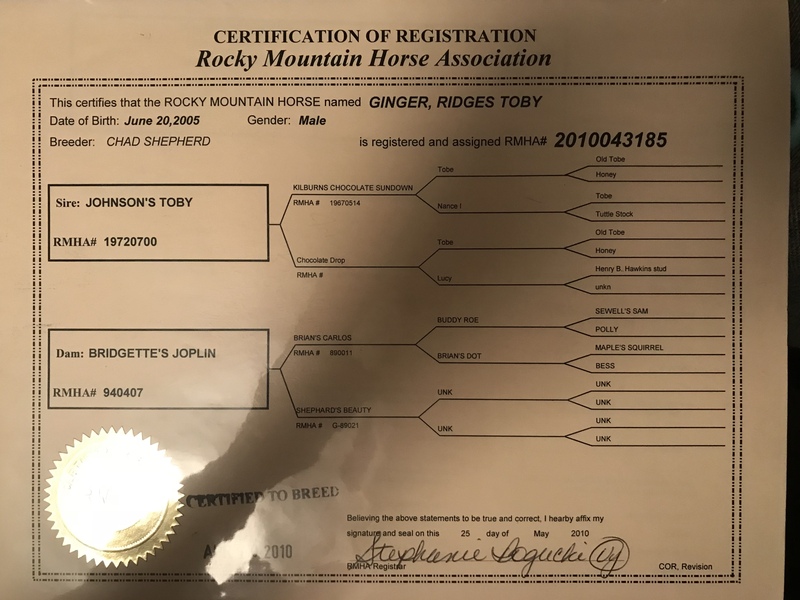 CERTIFICATION OF REGISTRATION
Rocky Mountain Horse Association
This certifies that the ROCKY MOUNTAIN HORSE named GINGER, RIDGES TOBY
Date of Birth: June 20,2005 Gender: Male
Breeder: CHAD SHEPHERD is registered and assigned RMHA# 2010043185
Sire: JOHNSON'S TOBY
RMHA# 19720700
KILBURNS CHOCOLATE SUNDOWN
RMHA # 19670514
Chocolate Drop
RMHA #
Tobe
Nance I
Tobe
Lucy
Old Tobe
Honey
Tobe
Tuttle Stock
Old Tobe
Honey
Henry B. Hawkins stud
unkn
Dam: BRIDGETTE'S JOPLIN
RMHA# 940407
BRIAN'S CARLOS
RMHA # 890011
SHEPHARD'S BEAUTY
RMHA # G-89021
BUDDY ROE
BRIAN'S DOT
UNK
UNK
SEWELL'S SAM
POLLY
MAPLE'S SQUIRREL
BESS
UNK
UNK
UNK
UNK
CERTIFIED TO BREED
2010
Believing the above statements to be true and correct, I hearby affix my
signature and seal on this 25 day of May 2010
Stephanie
RMHA Registrar
COR, Revision